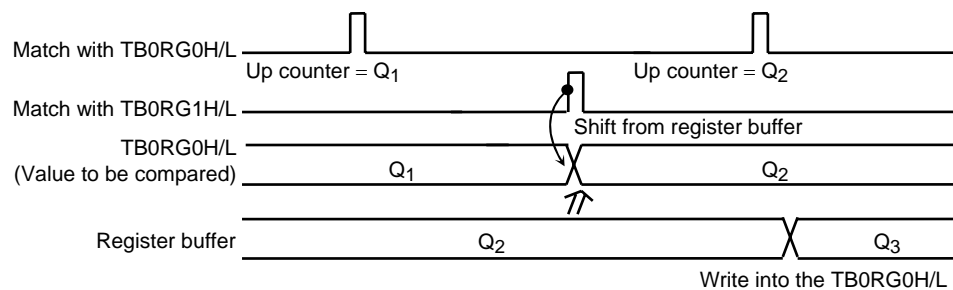 Match with TB0RG0H/L
Up counter = Q1 Up counter = Q2
Match with TB0RG1H/L
Shift from register buffer
TB0RG0H/L
(Value to be compared)
Q1 Q2
Register buffer Q2 Q3
Write into the TB0RG0H/L